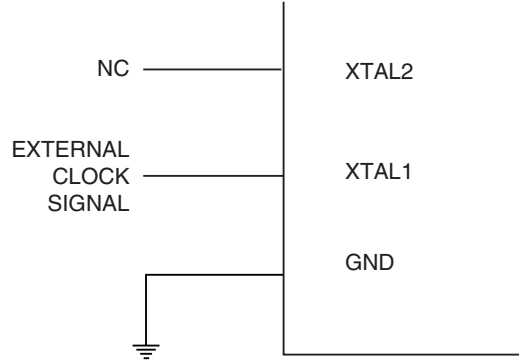 NC
XTAL2
EXTERNAL
CLOCK
SIGNAL
XTAL1
GND